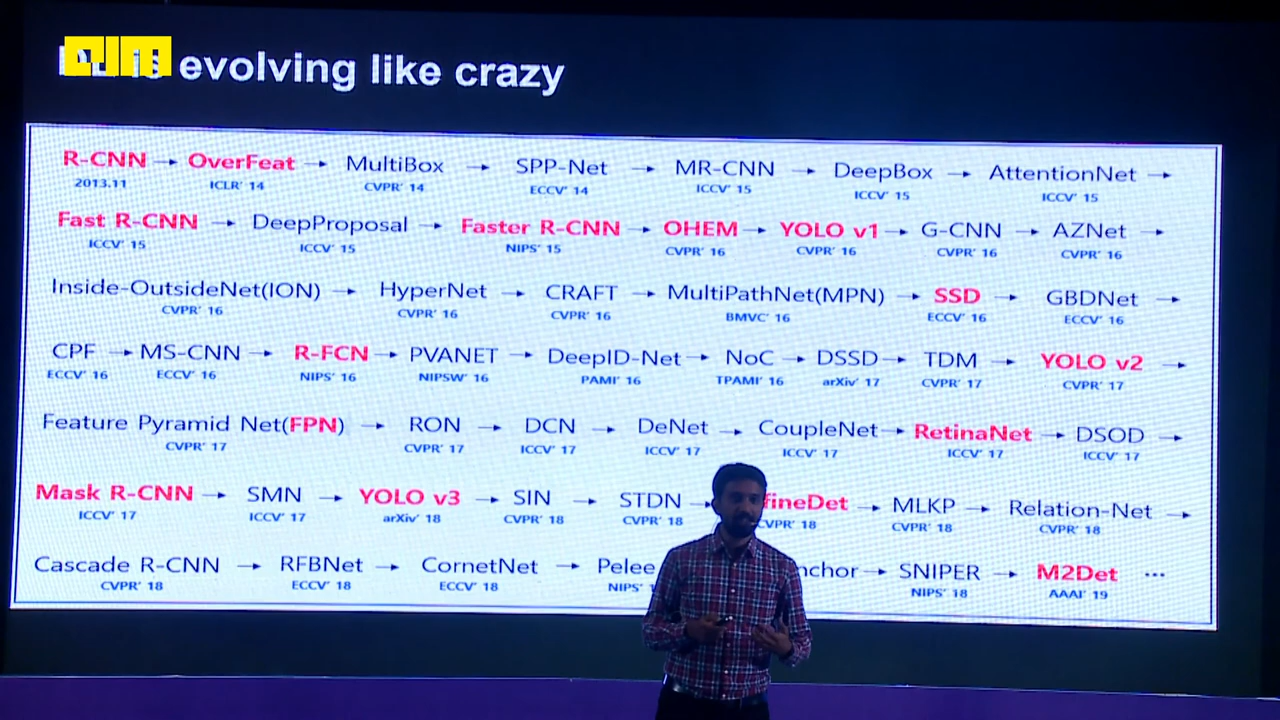 aim
is evolving like crazy
R-CNN → OverFeat → MultiBox → SPP-Net → MR-CNN → DeepBox → AttentionNet →
2013.11 ICLR' 14 CVPR' 14 ECCV' 14 ICCV' 15 ICCV' 15 ICCV' 15
Fast R-CNN → DeepProposal → Faster R-CNN → OHEM → YOLO v1 → G-CNN → AZNet →
ICCV' 15 ICCV' 15 NIPS' 15 CVPR' 16 CVPR' 16 CVPR' 16 CVPR' 16
Inside-OutsideNet(ION) → HyperNet → CRAFT → MultiPathNet(MPN) → SSD → GBDNet →
CVPR' 16 CVPR' 16 CVPR' 16 BMVC' 16 ECCV' 16 ECCV' 16
CPF → MS-CNN → R-FCN → PVANET → DeepID-Net → NoC → DSSD → TDM → YOLO v2 →
ECCV' 16 ECCV' 16 NIPS' 16 NIPSW' 16 PAMI' 16 TPAMI' 16 arXiv' 17 CVPR' 17 CVPR' 17
Feature Pyramid Net(FPN) → RON → DCN → DeNet → CoupleNet → RetinaNet → DSOD →
CVPR' 17 CVPR' 17 ICCV' 17 ICCV' 17 ICCV' 17 ICCV' 17 ICCV' 17
Mask R-CNN → SMN → YOLO v3 → SIN → STDN → fineDet → MLKP → Relation-Net →
ICCV' 17 ICCV' 17 arXiv' 18 CVPR' 18 CVPR' 18 CVPR' 18 CVPR' 18 CVPR' 18
Cascade R-CNN → RFBNet → CornetNet → Pelee nchor → SNIPER → M2Det ...
CVPR' 18 ECCV' 18 ECCV' 18 NIPS' NIPS' 18 AAAI' 19